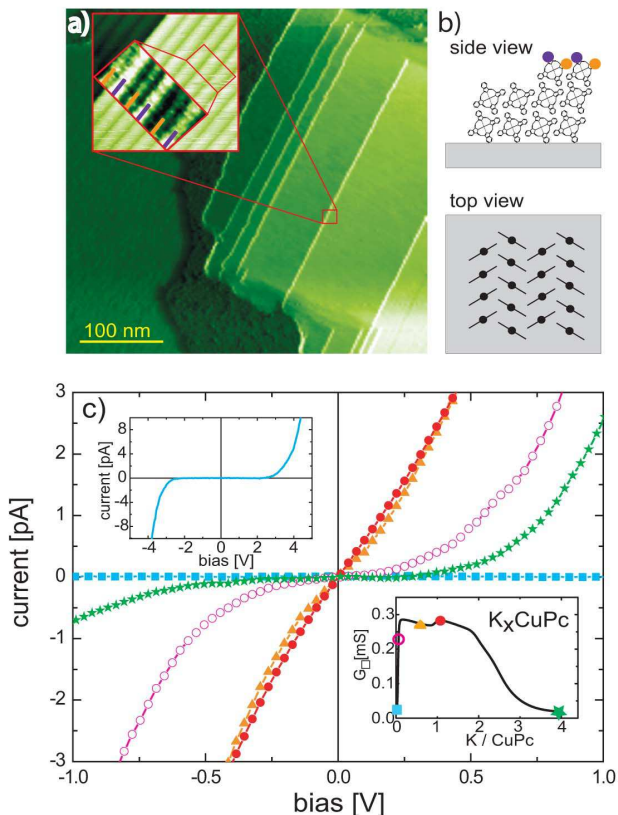 a)
100 nm
b)
side view
top view
c)
current [pA]
3
2
1
0
-1
-2
-3
-1.0
-0.5
0.0
0.5
1.0
bias [V]
current [pA]
8
4
0
-4
-8
-4
-2
0
2
4
bias [V]
KxCuPc
G□[mS]
0.3
0.2
0.1
0.0
0
1
2
3
4
K / CuPc